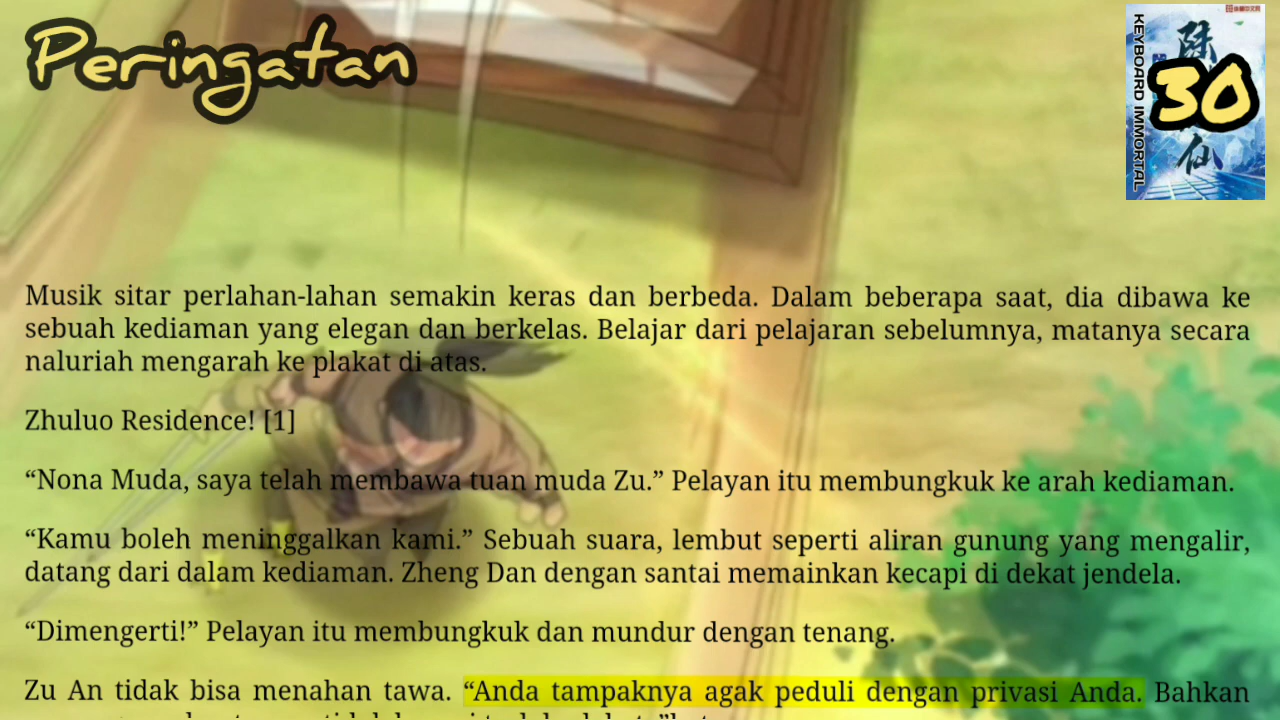 Peringatan
KEYBOARD IMMORTAL
30
Musik sitar perlahan-lahan semakin keras dan berbeda. Dalam beberapa saat, dia dibawa ke
sebuah kediaman yang elegan dan berkelas. Belajar dari pelajaran sebelumnya, matanya secara
naluriah mengarah ke plakat di atas.
Zhuluo Residence! [1]
“Nona Muda, saya telah membawa tuan muda Zu.” Pelayan itu membungkuk ke arah kediaman.
“Kamu boleh meninggalkan kami.” Sebuah suara, lembut seperti aliran gunung yang mengalir,
datang dari dalam kediaman. Zheng Dan dengan santai memainkan kecapi di dekat jendela.
“Dimengerti!” Pelayan itu membungkuk dan mundur dengan tenang.
Zu An tidak bisa menahan tawa. “Anda tampaknya agak peduli dengan privasi Anda. Bahkan